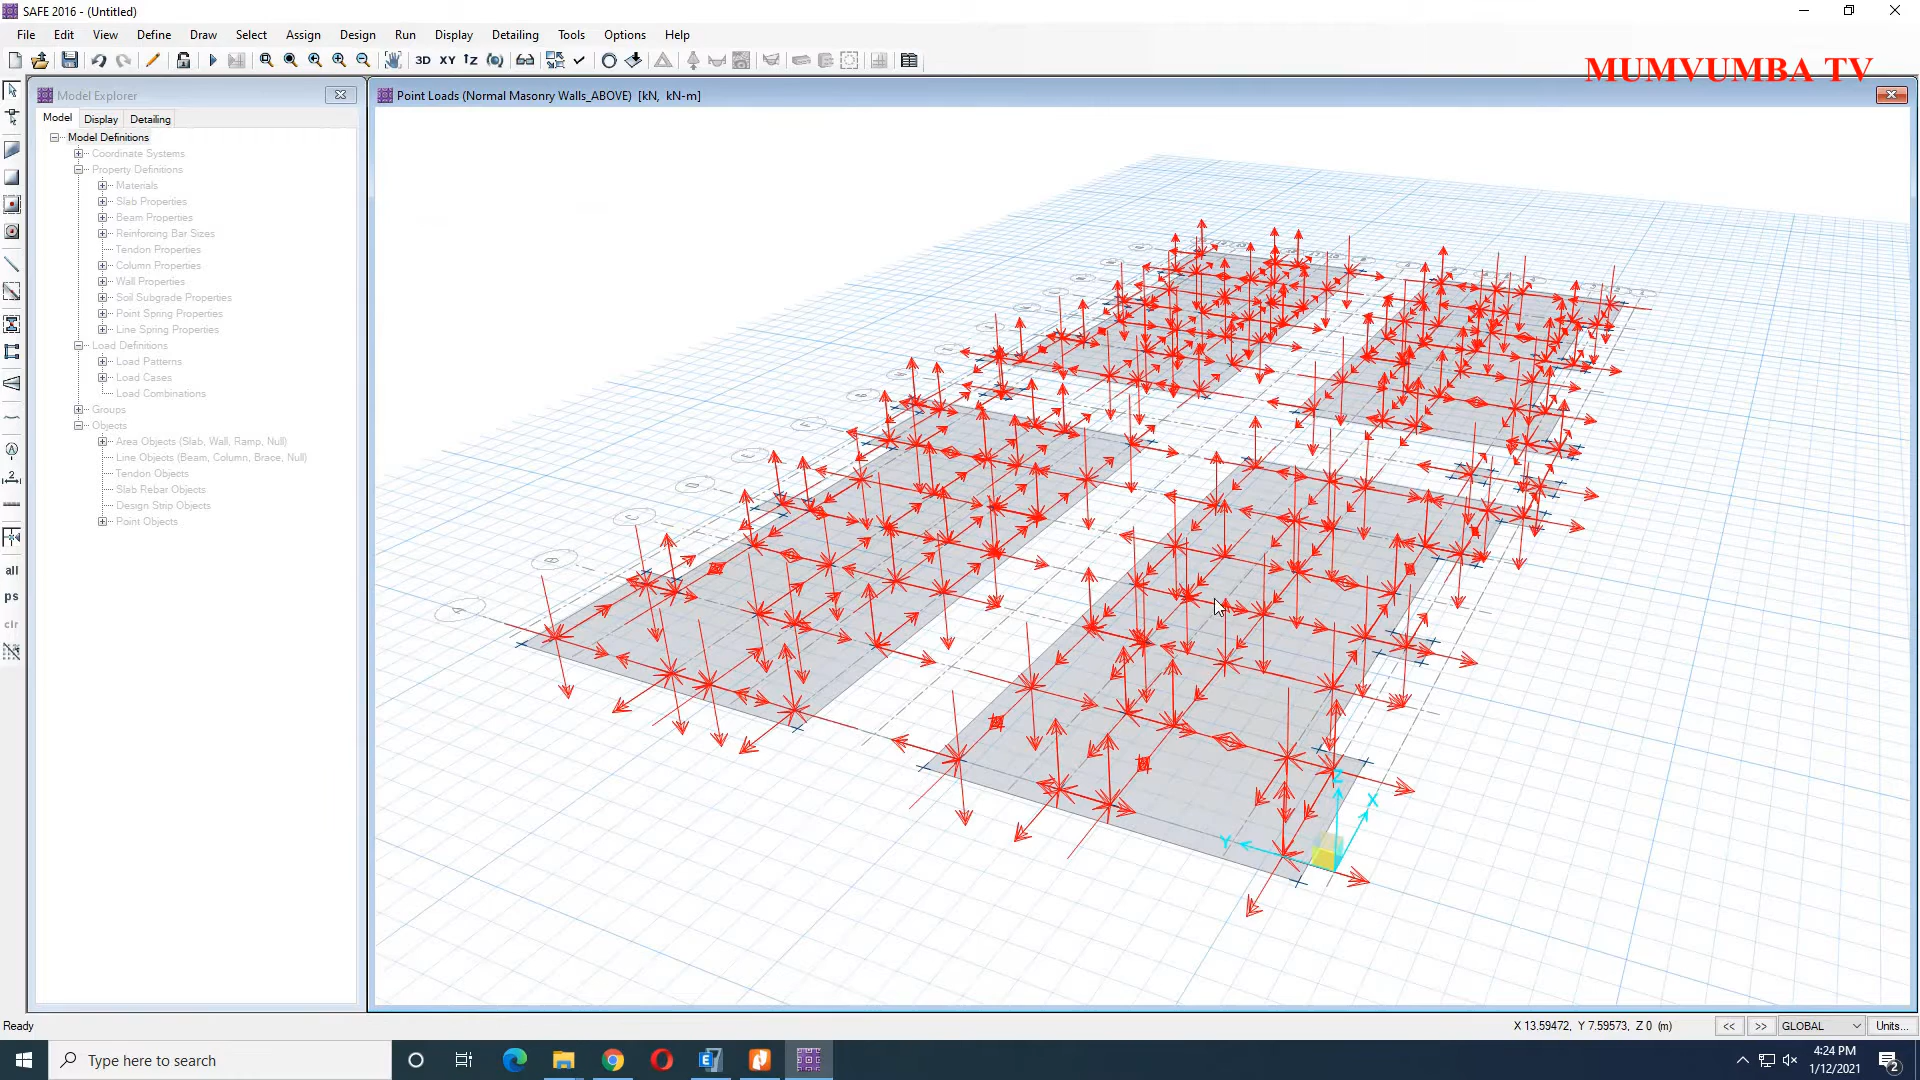 SAFE 2016 - (Untitled)
File Edit View Define Draw Select Assign Design Run Display Detailing Tools Options Help
3D XY
MUMVUMBA TV
Model Explorer
Point Loads (Normal Masonry Walls_ABOVE) [kN, kN-m]
Model Display Detailing
Model Definitions
Coordinate Systems
Property Definitions
Materials
Slab Properties
Beam Properties
Reinforcing Bar Sizes
Tendon Properties
Column Properties
Wall Properties
Soil Subgrade Properties
Point Spring Properties
Line Spring Properties
Load Definitions
Load Patterns
Load Cases
Load Combinations
Groups
Objects
Area Objects (Slab, Wall, Ramp, Null)
Line Objects (Beam, Column, Brace, Null)
Tendon Objects
Slab Rebar Objects
Design Strip Objects
Point Objects
all
ps
clr
Z
X
Y
Ready
X 13.59472, Y 7.59573, Z 0 (m)
<< >> GLOBAL Units...
Type here to search
4:24 PM
1/12/2021
2